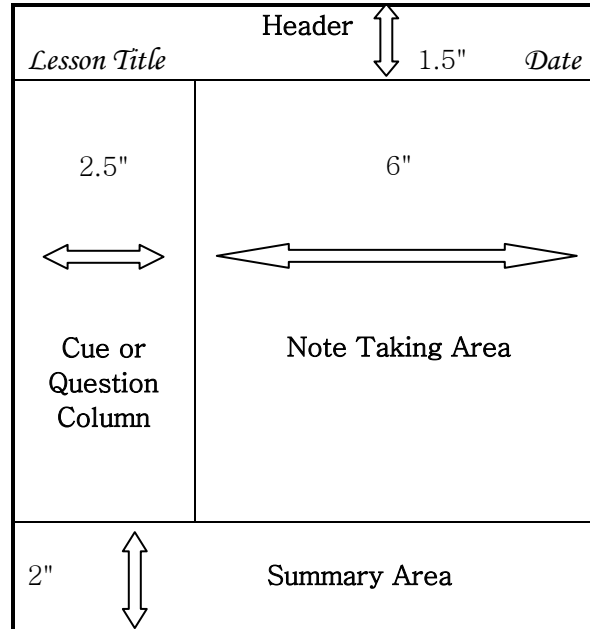 Header
Lesson Title 1.5" Date
2.5" 6"
Cue or
Question
Column
Note Taking Area
2" Summary Area